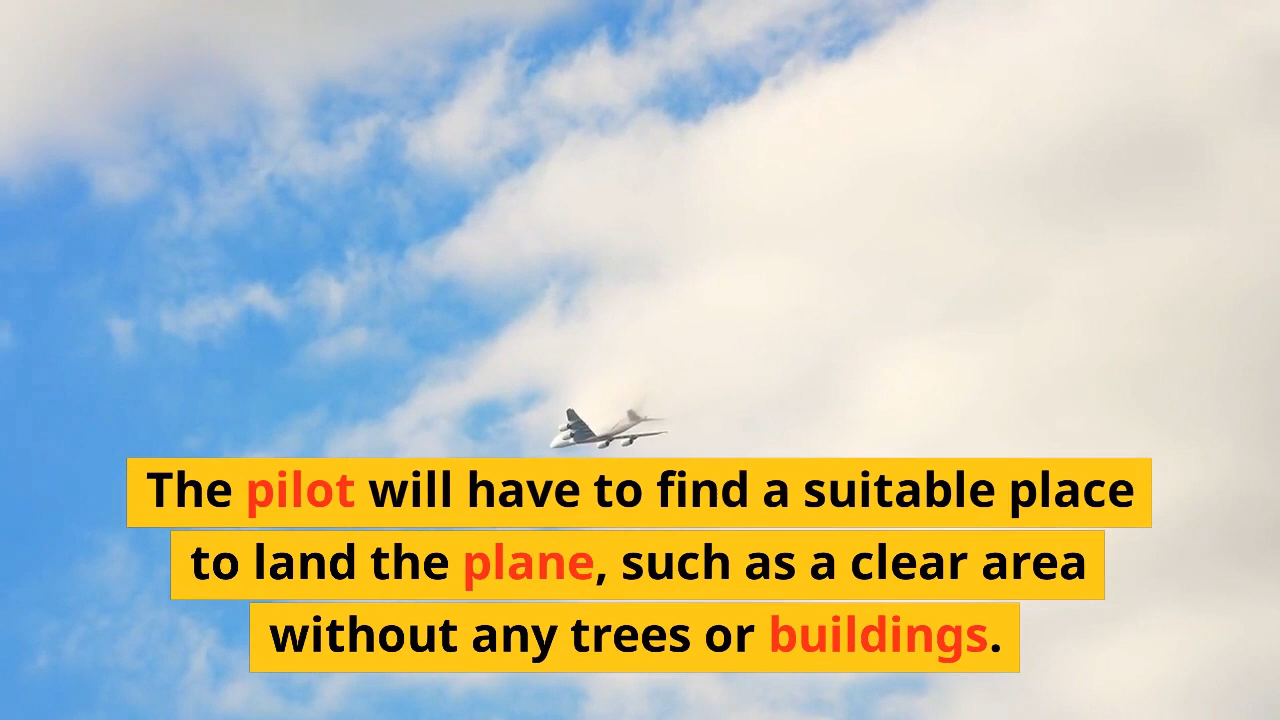 The pilot will have to find a suitable place
to land the plane, such as a clear area
without any trees or buildings.